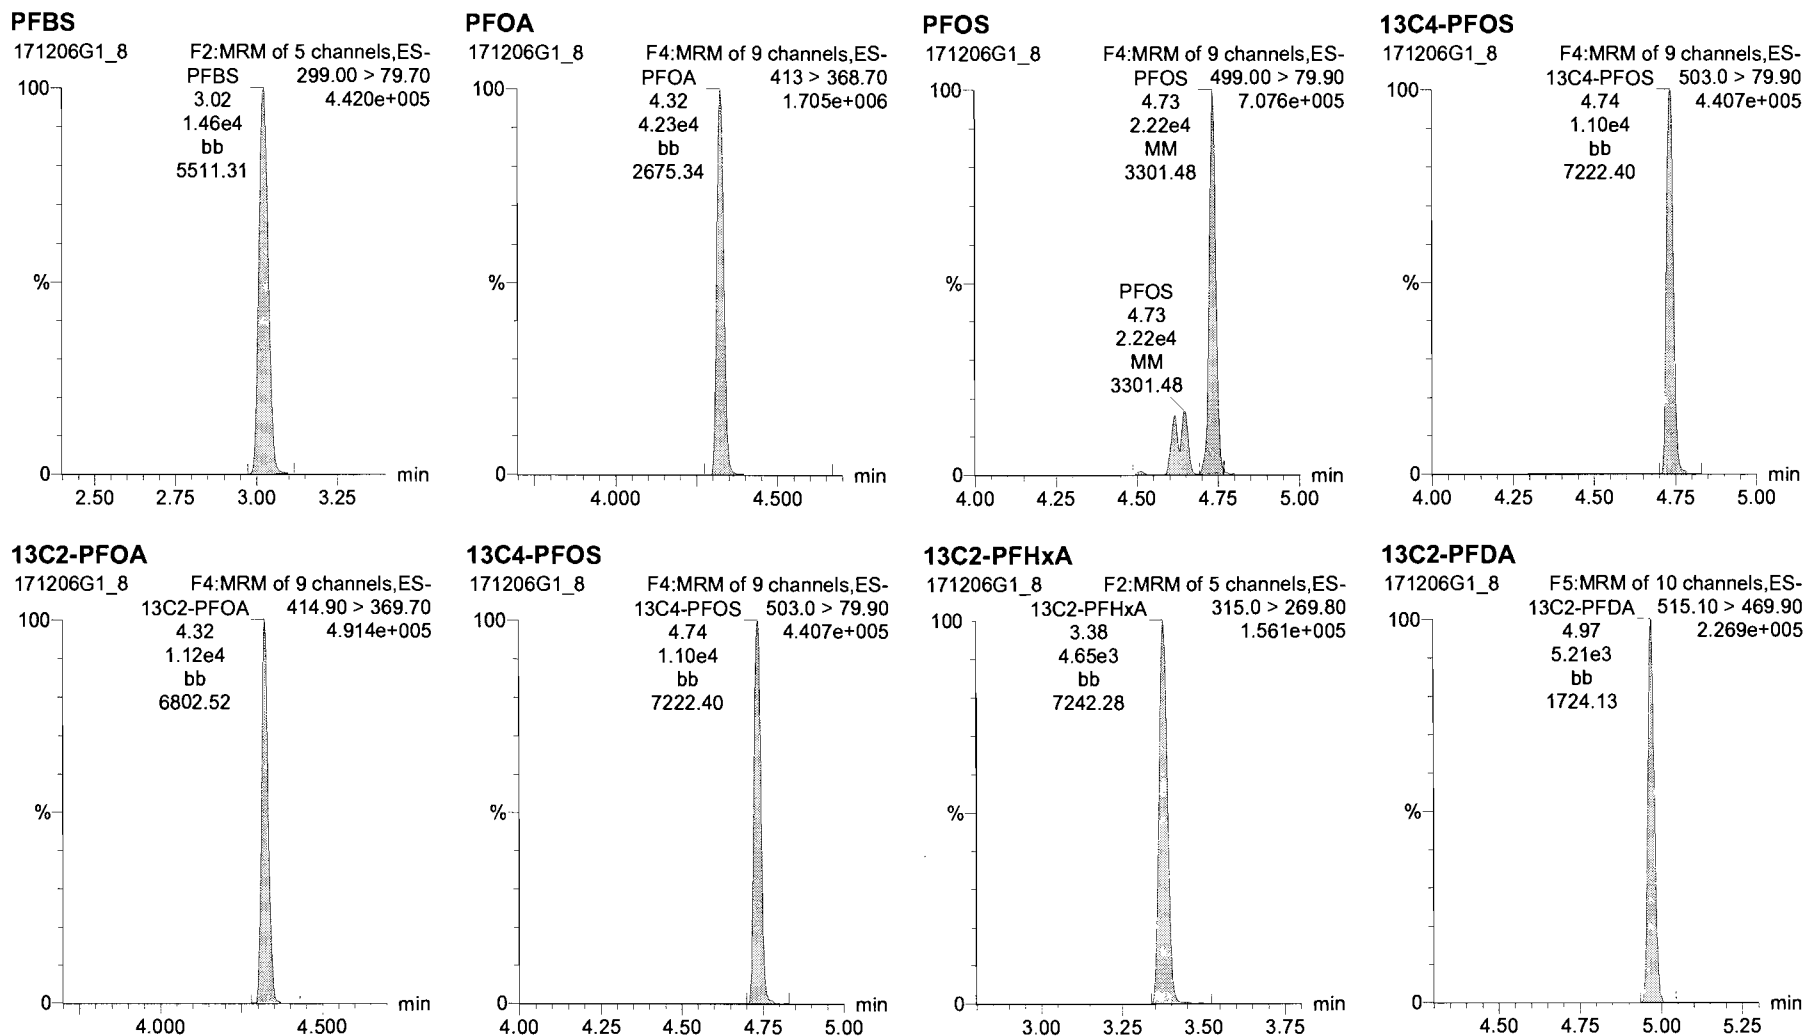 PFBS
171206G1_8 F2:MRM of 5 channels,ES-
PFBS 299.00 > 79.70
3.02 4.420e+005
1.46e4
bb
5511.31
100
%
0
min
2.50 2.75 3.00 3.25
PFOA
171206G1_8 F4:MRM of 9 channels,ES-
PFOA 413 > 368.70
4.32 1.705e+006
4.23e4
bb
2675.34
100
%
0
min
4.000 4.500
PFOS
171206G1_8 F4:MRM of 9 channels,ES-
PFOS 499.00 > 79.90
4.73 7.076e+005
2.22e4
MM
3301.48
100
PFOS
4.73
2.22e4
MM
3301.48
%
0
min
4.00 4.25 4.50 4.75 5.00
13C4-PFOS
171206G1_8 F4:MRM of 9 channels,ES-
13C4-PFOS 503.0 > 79.90
4.74 4.407e+005
1.10e4
bb
7222.40
100
%
0
min
4.00 4.25 4.50 4.75 5.00
13C2-PFOA
171206G1_8 F4:MRM of 9 channels,ES-
13C2-PFOA 414.90 > 369.70
4.32 4.914e+005
1.12e4
bb
6802.52
100
%
0
min
4.000 4.500
13C4-PFOS
171206G1_8 F4:MRM of 9 channels,ES-
13C4-PFOS 503.0 > 79.90
4.74 4.407e+005
1.10e4
bb
7222.40
100
%
0
min
4.00 4.25 4.50 4.75 5.00
13C2-PFHxA
171206G1_8 F2:MRM of 5 channels,ES-
13C2-PFHxA 315.0 > 269.80
3.38 1.561e+005
4.65e3
bb
7242.28
100
%
0
min
3.00 3.25 3.50 3.75
13C2-PFDA
171206G1_8 F5:MRM of 10 channels,ES-
13C2-PFDA 515.10 > 469.90
4.97 2.269e+005
5.21e3
bb
1724.13
100
%
0
min
4.50 4.75 5.00 5.25